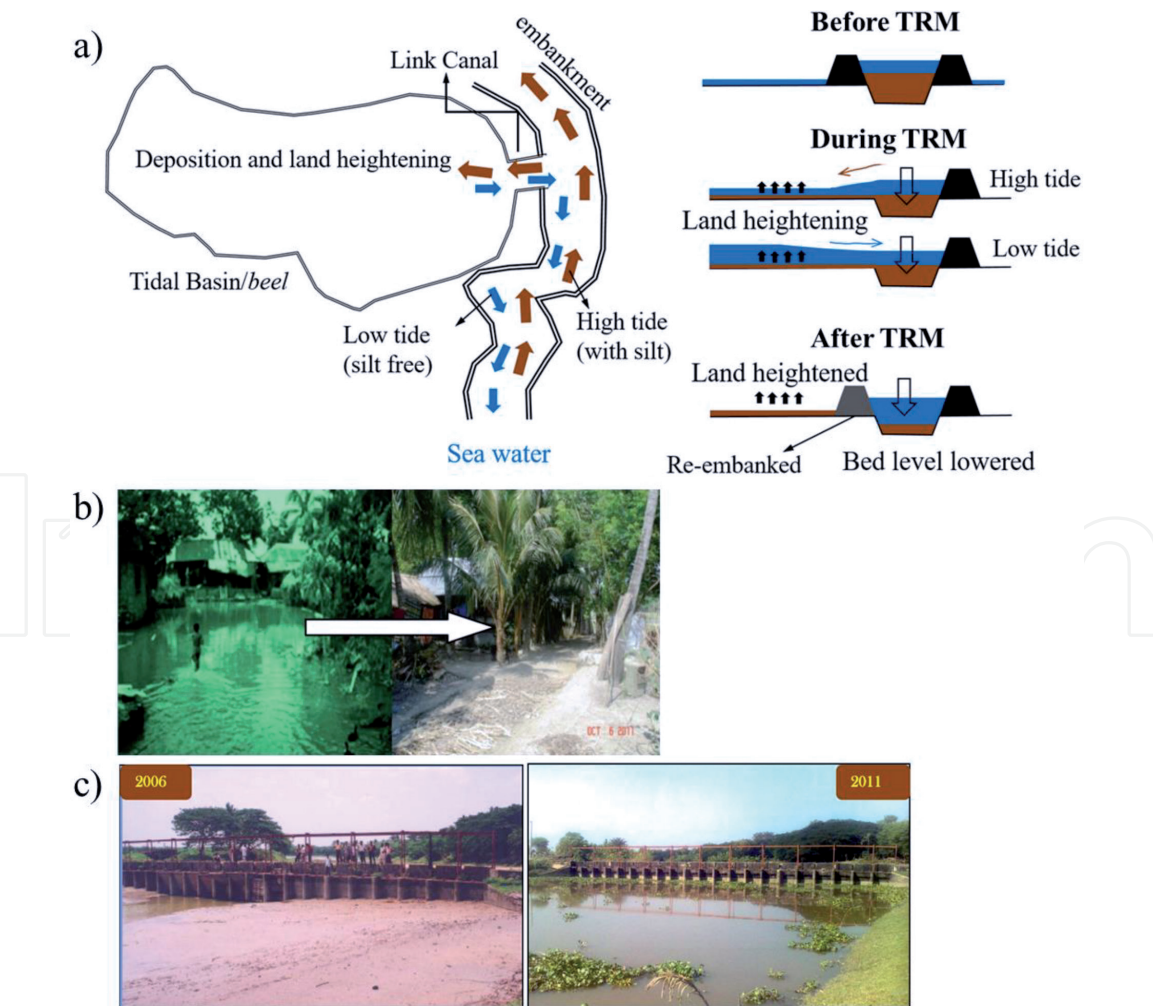 a)
Link Canal
embankment
Deposition and land heightening
Tidal Basin/beel
Low tide
(silt free)
High tide
(with silt)
Sea water
Before TRM
During TRM
High tide
Land heightening
Low tide
After TRM
Land heightened
Re-embanked
Bed level lowered
b)
OCT 6 2011
c)
2006
2011